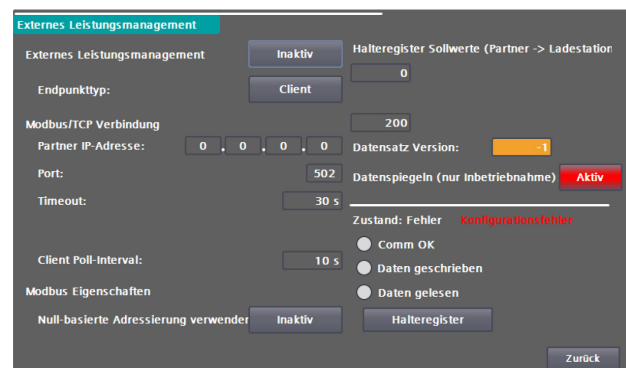 Externes Leistungsmanagement
Externes Leistungsmanagement
Inaktiv
Endpunkttyp:
Client
Modbus/TCP Verbindung
Partner IP-Adresse:
0 . 0 . 0 . 0
Port:
502
Timeout:
30 s
Client Poll-Interval:
10 s
Modbus Eigenschaften
Null-basierte Adressierung verwenden
Inaktiv
Halteregister Sollwerte (Partner -> Ladestation
0
200
Datensatz Version:
-1
Datenspiegeln (nur Inbetriebnahme)
Aktiv
Zustand: Fehler Konfigurationsfehler
Comm OK
Daten geschrieben
Daten gelesen
Halteregister
Zurück